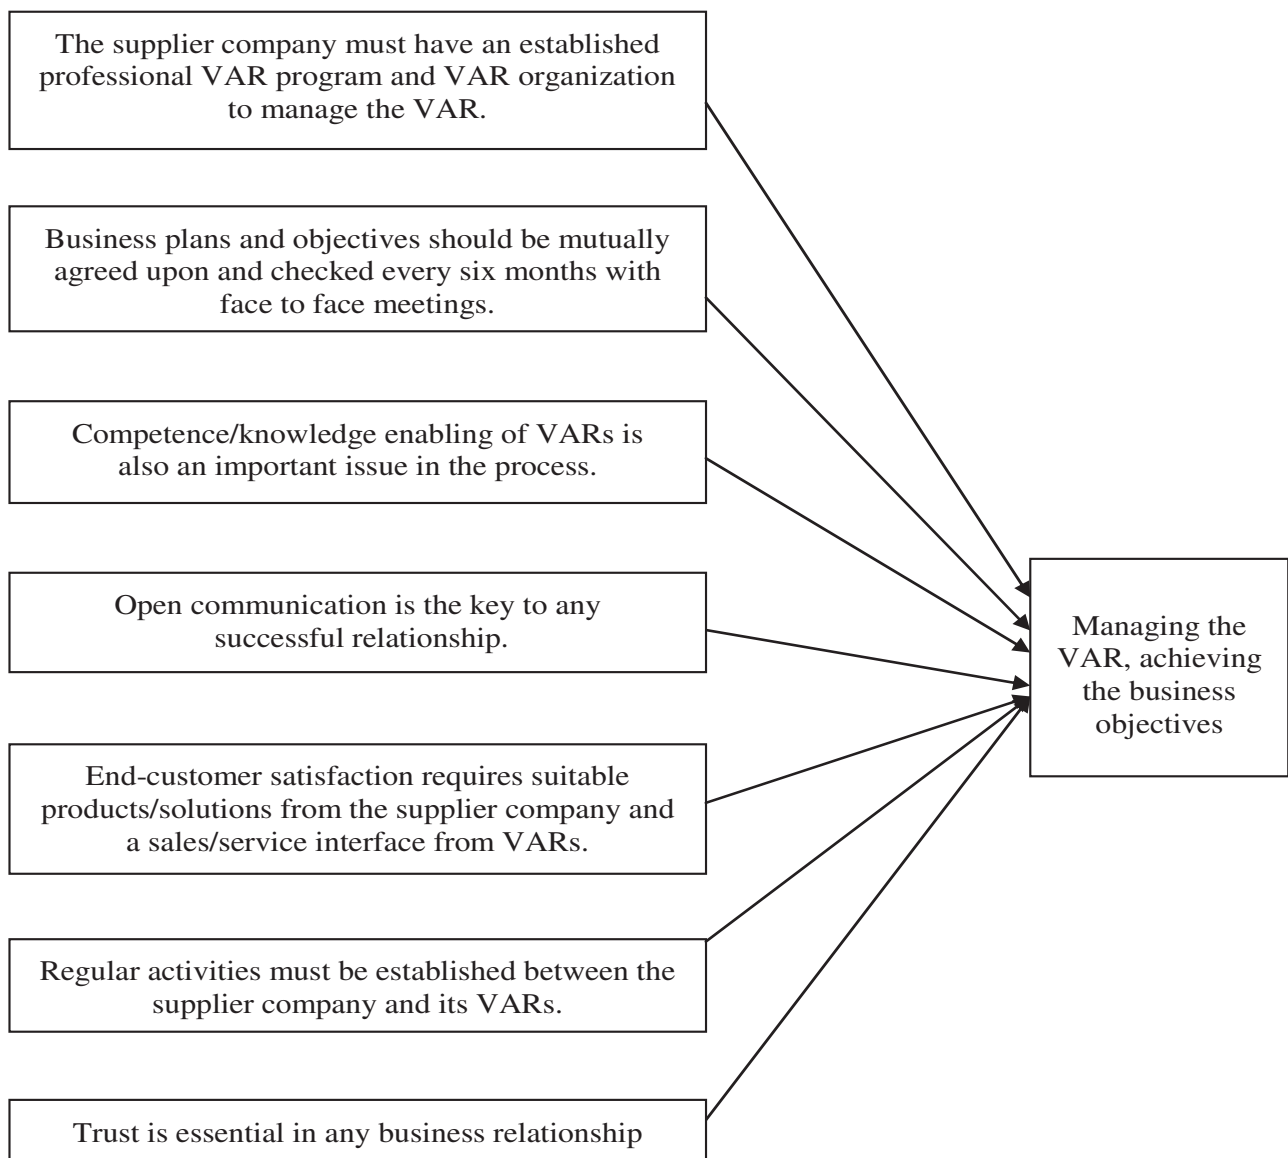 The supplier company must have an established
professional VAR program and VAR organization
to manage the VAR.
Business plans and objectives should be mutually
agreed upon and checked every six months with
face to face meetings.
Competence/knowledge enabling of VARs is
also an important issue in the process.
Open communication is the key to any
successful relationship.
End-customer satisfaction requires suitable
products/solutions from the supplier company and
a sales/service interface from VARs.
Regular activities must be established between the
supplier company and its VARs.
Trust is essential in any business relationship
Managing the
VAR, achieving
the business
objectives